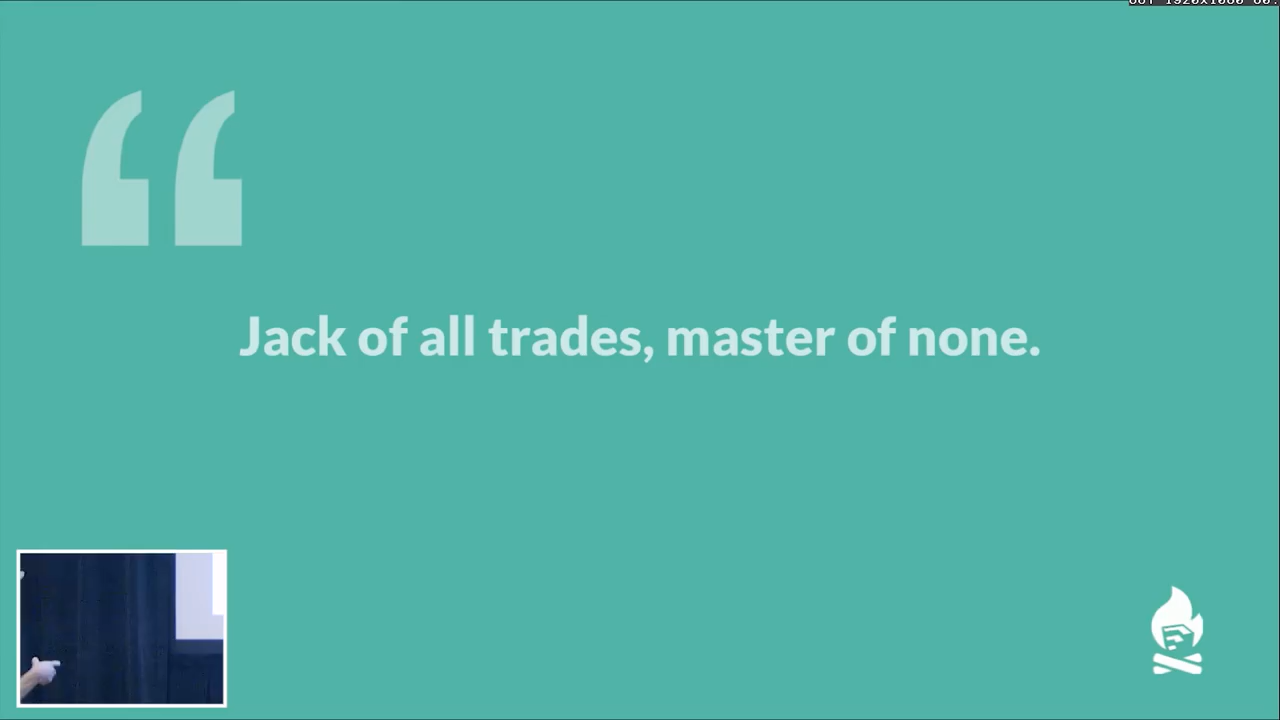 “
Jack of all trades, master of none.